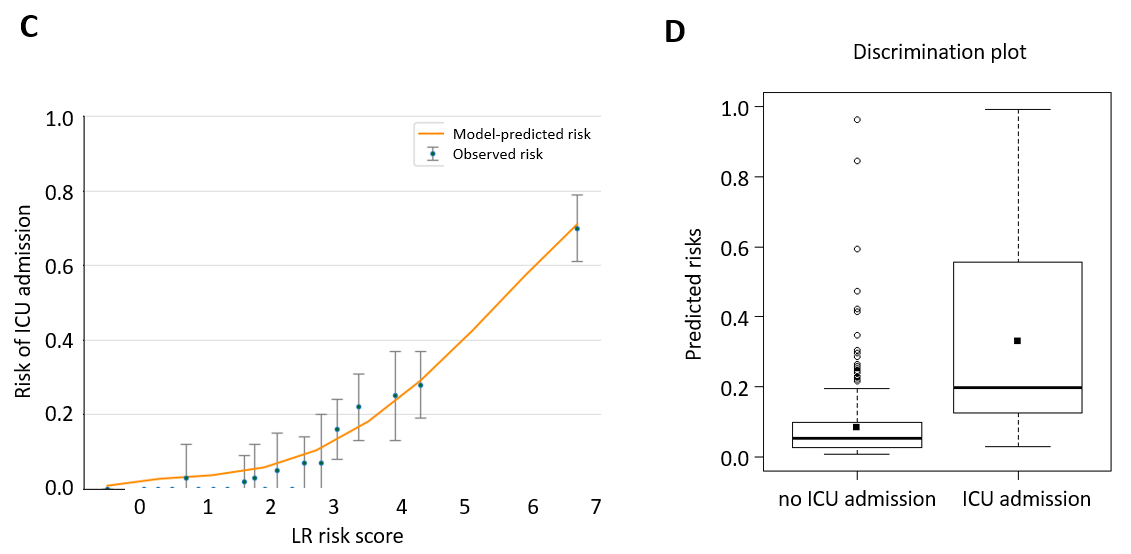 C
1.0
0.8
0.6
0.4
0.2
0.0
Risk of ICU admission
Model-predicted risk
Observed risk
0 1 2 3 4 5 6 7
LR risk score
D
Discrimination plot
1.0
0.8
0.6
0.4
0.2
0.0
Predicted risks
no ICU admission ICU admission